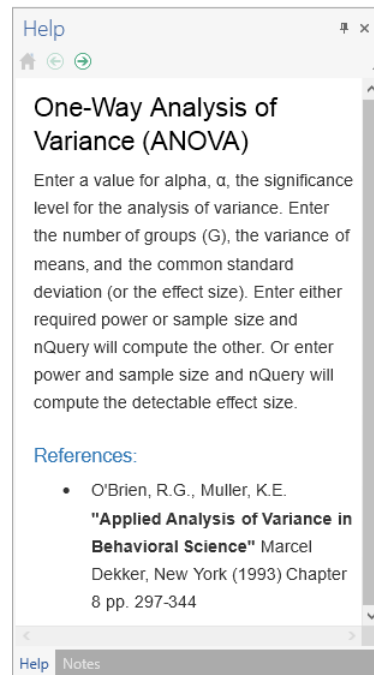 Help
One-Way Analysis of
Variance (ANOVA)
Enter a value for alpha, α, the significance
level for the analysis of variance. Enter
the number of groups (G), the variance of
means, and the common standard
deviation (or the effect size). Enter either
required power or sample size and
nQuery will compute the other. Or enter
power and sample size and nQuery will
compute the detectable effect size.
References:
• O'Brien, R.G., Muller, K.E.
"Applied Analysis of Variance in
Behavioral Science" Marcel
Dekker, New York (1993) Chapter
8 pp. 297-344
Help Notes